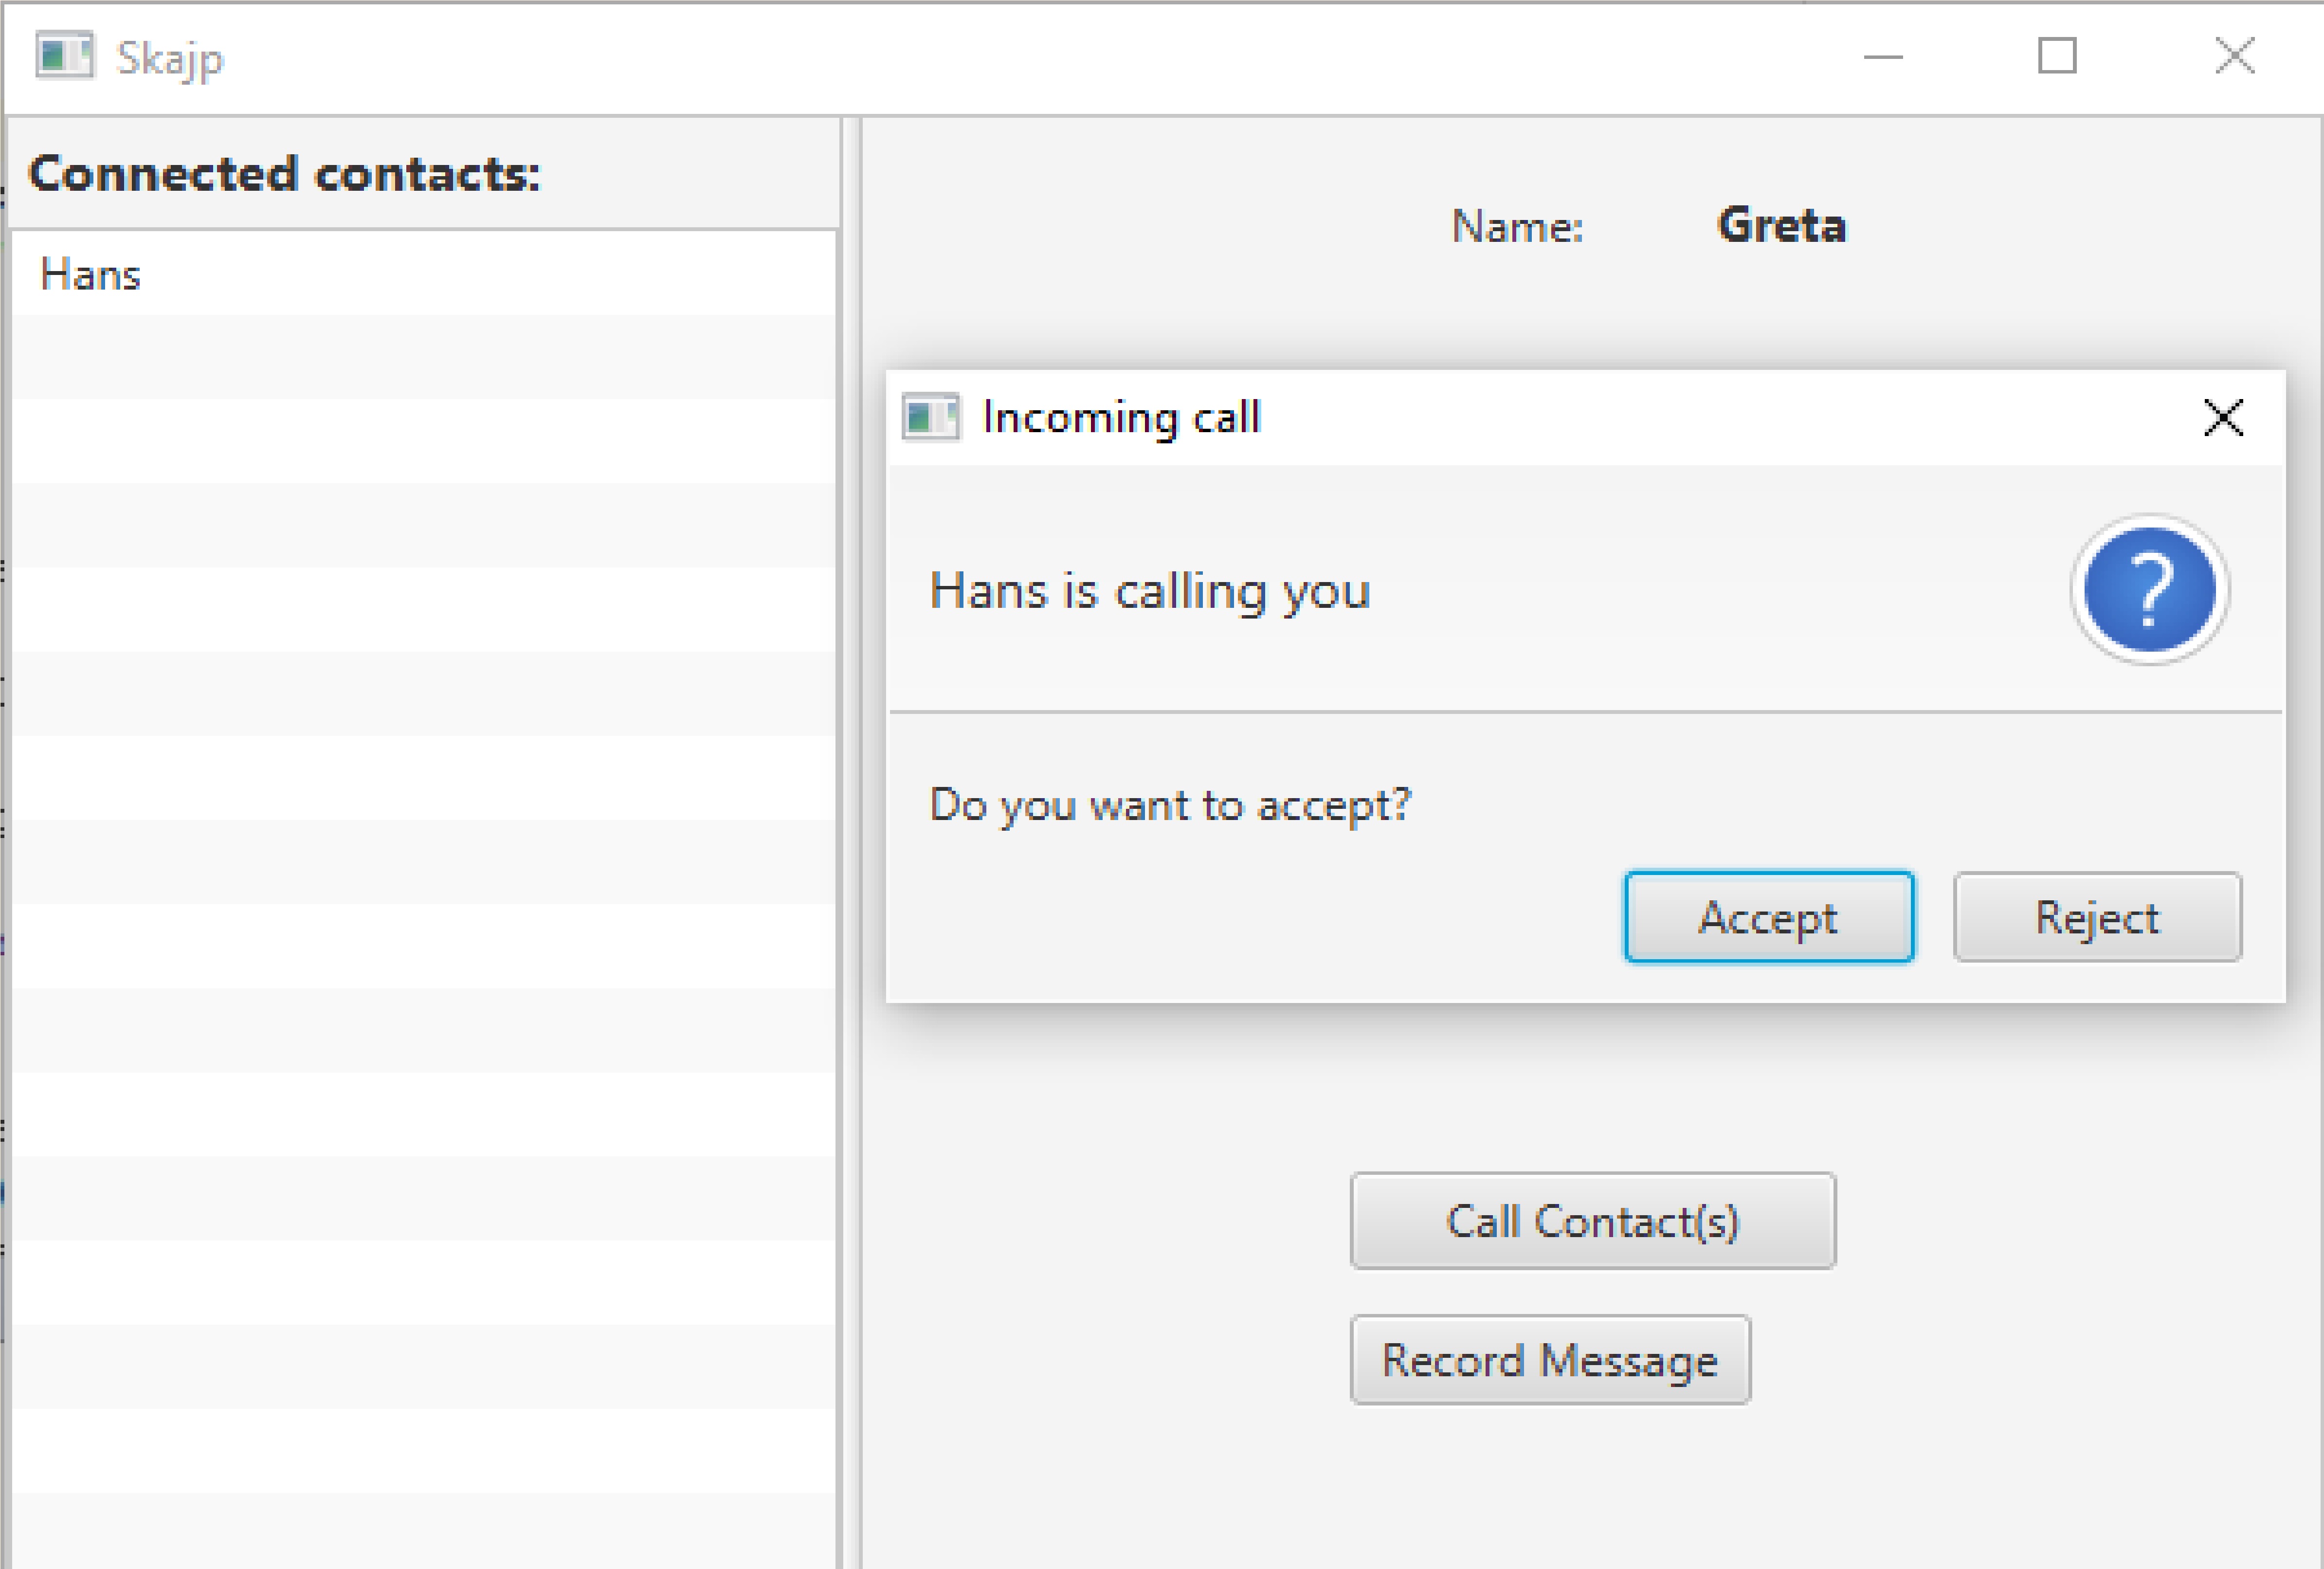 Skajp
Connected contacts:
Hans
Name: Greta
Incoming call
Hans is calling you
?
Do you want to accept?
Accept Reject
Call Contact(s)
Record Message